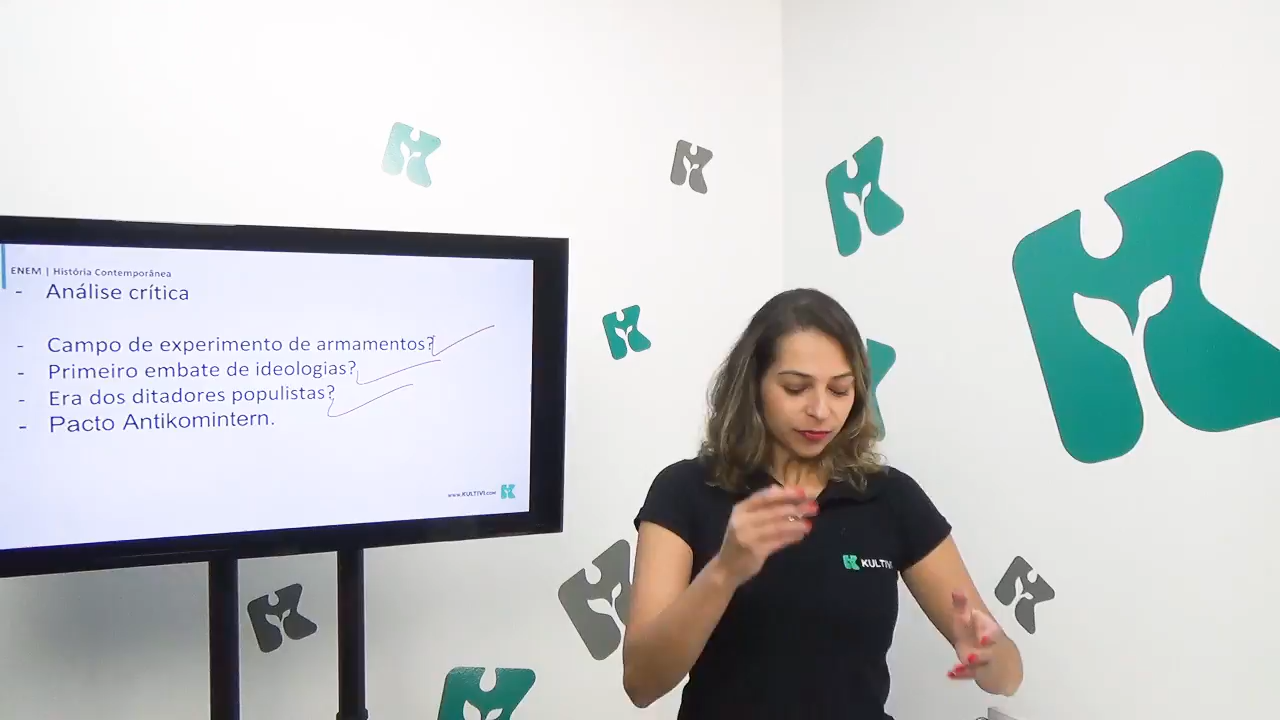 ENEM | História Contemporânea
- Análise crítica
- Campo de experimento de armamentos?
- Primeiro embate de ideologias?
- Era dos ditadores populistas?
- Pacto Antikomintern.
www.KULTIVI.com
KULTIVI